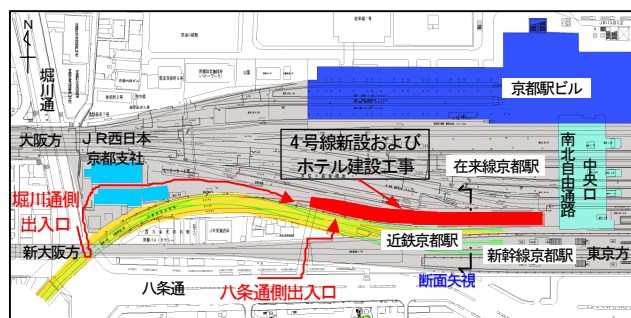 N
堀川通
京都駅ビル
大阪方
JR西日本
京都支社
4号線新設および
ホテル建設工事
在来線京都駅
南北自由通路
中央口
堀川通側
出入口
近鉄京都駅
新大阪方
新幹線京都駅
東京方
八条通
八条通側出入口
断面矢視